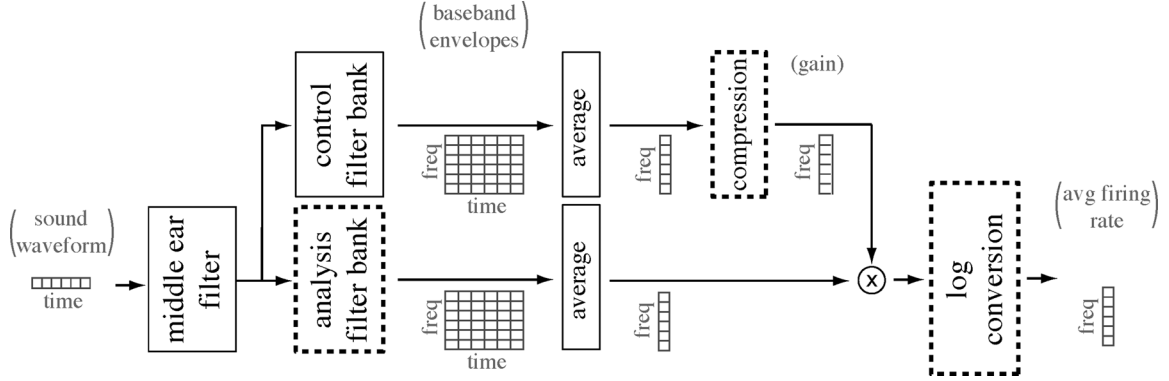 (sound
waveform)
time
middle ear
filter
control
filter bank
(baseband
envelopes)
freq
time
average
freq
compression
(gain)
freq
analysis
filter bank
freq
time
average
freq
x
log
conversion
(avg firing
rate)
freq